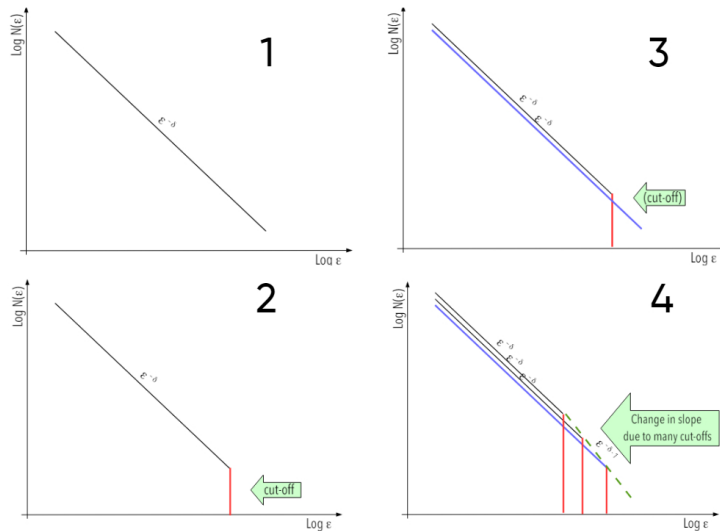 Log N(ε)
1
ε⁻ᵟ
Log ε
Log N(ε)
2
ε⁻ᵟ
cut-off
Log ε
Log N(ε)
3
ε⁻ᵟ
ε⁻ᵟ
(cut-off)
Log ε
Log N(ε)
4
ε⁻ᵟ
ε⁻ᵟ
ε⁻ᵟ
Change in slope
due to many cut-offs
ε⁻ᵟ⁻¹
Log ε